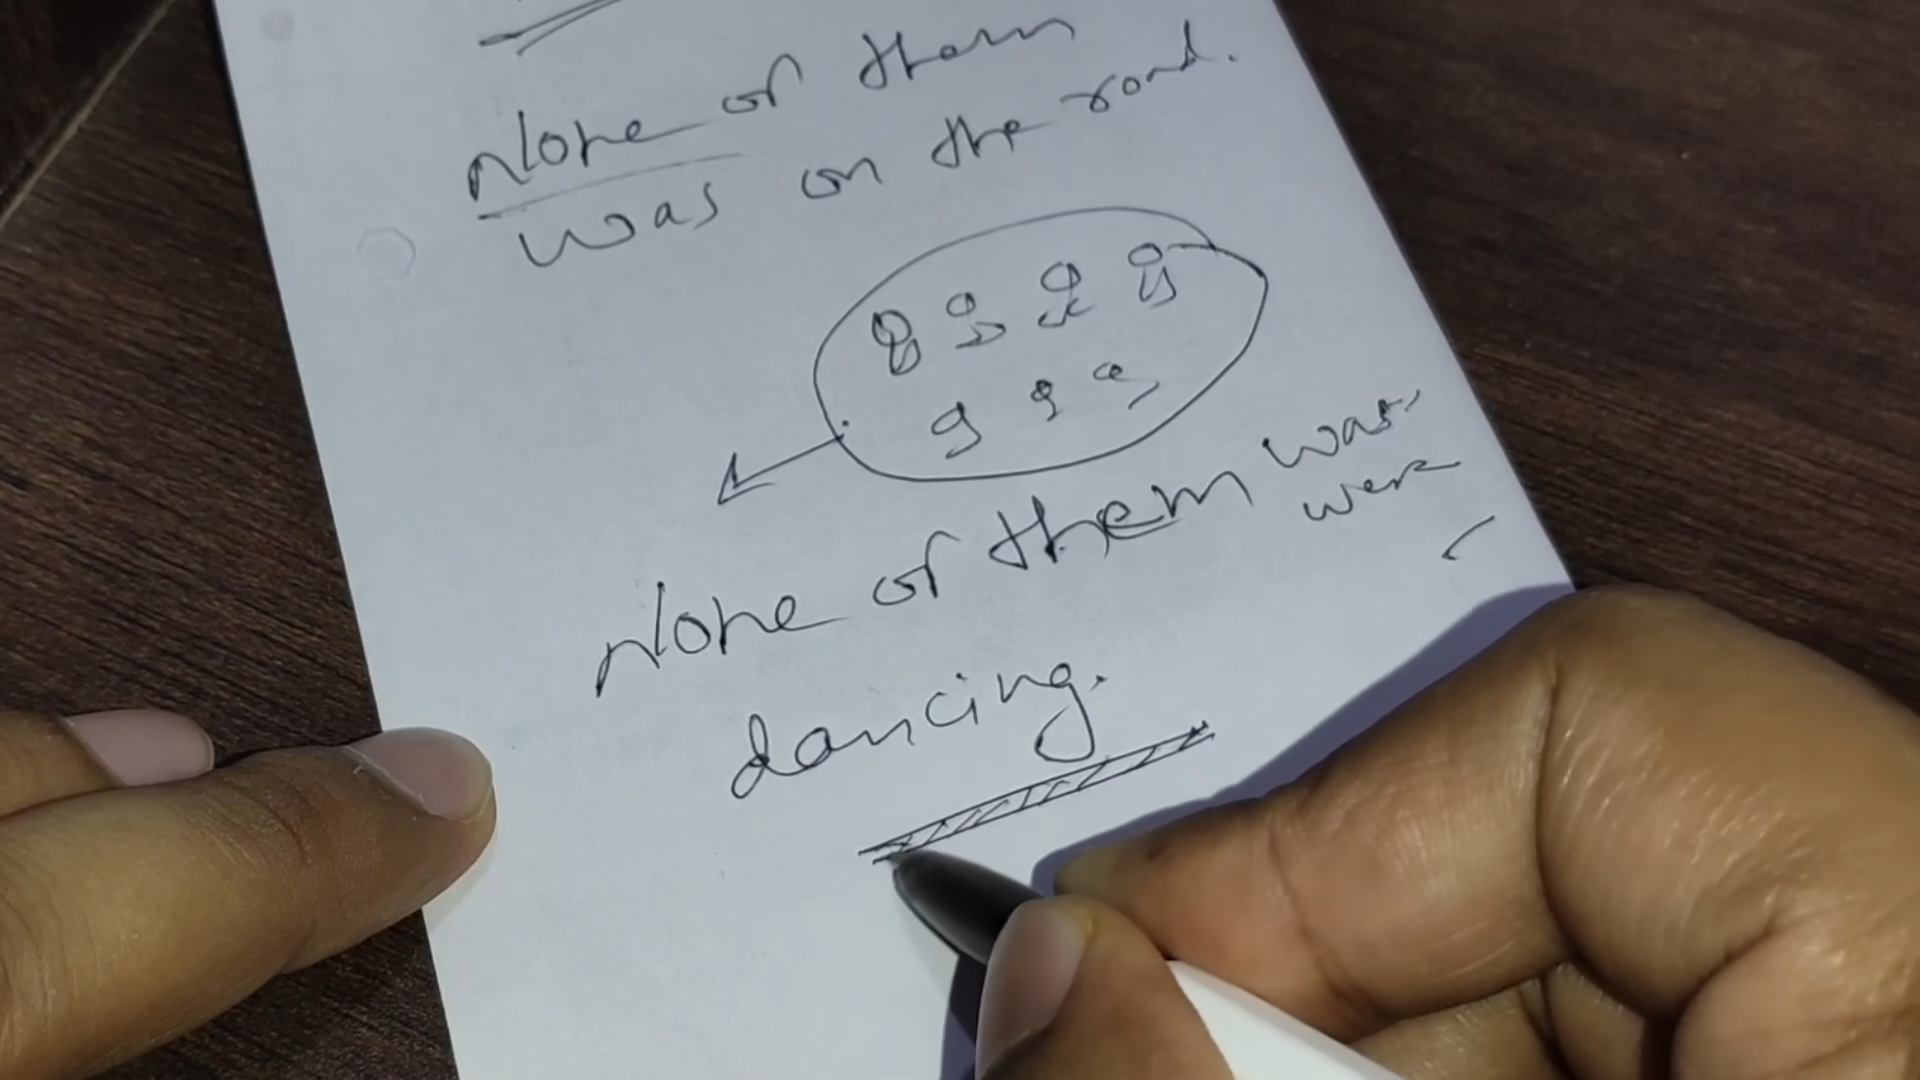 None of them
was on the road.
None of them was
were
dancing.